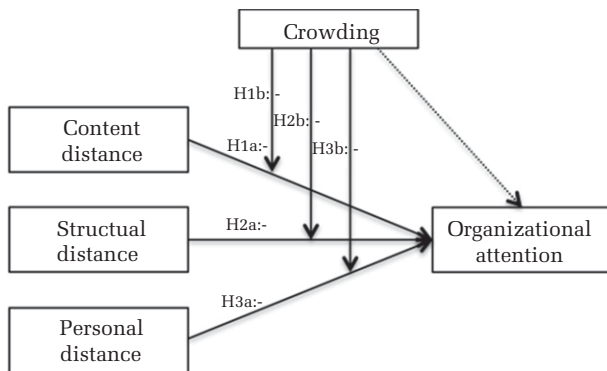 Crowding
H1b:-
H2b:-
H3b:-
Content
distance
H1a:-
Structual
distance
H2a:-
Organizational
attention
H3a:-
Personal
distance